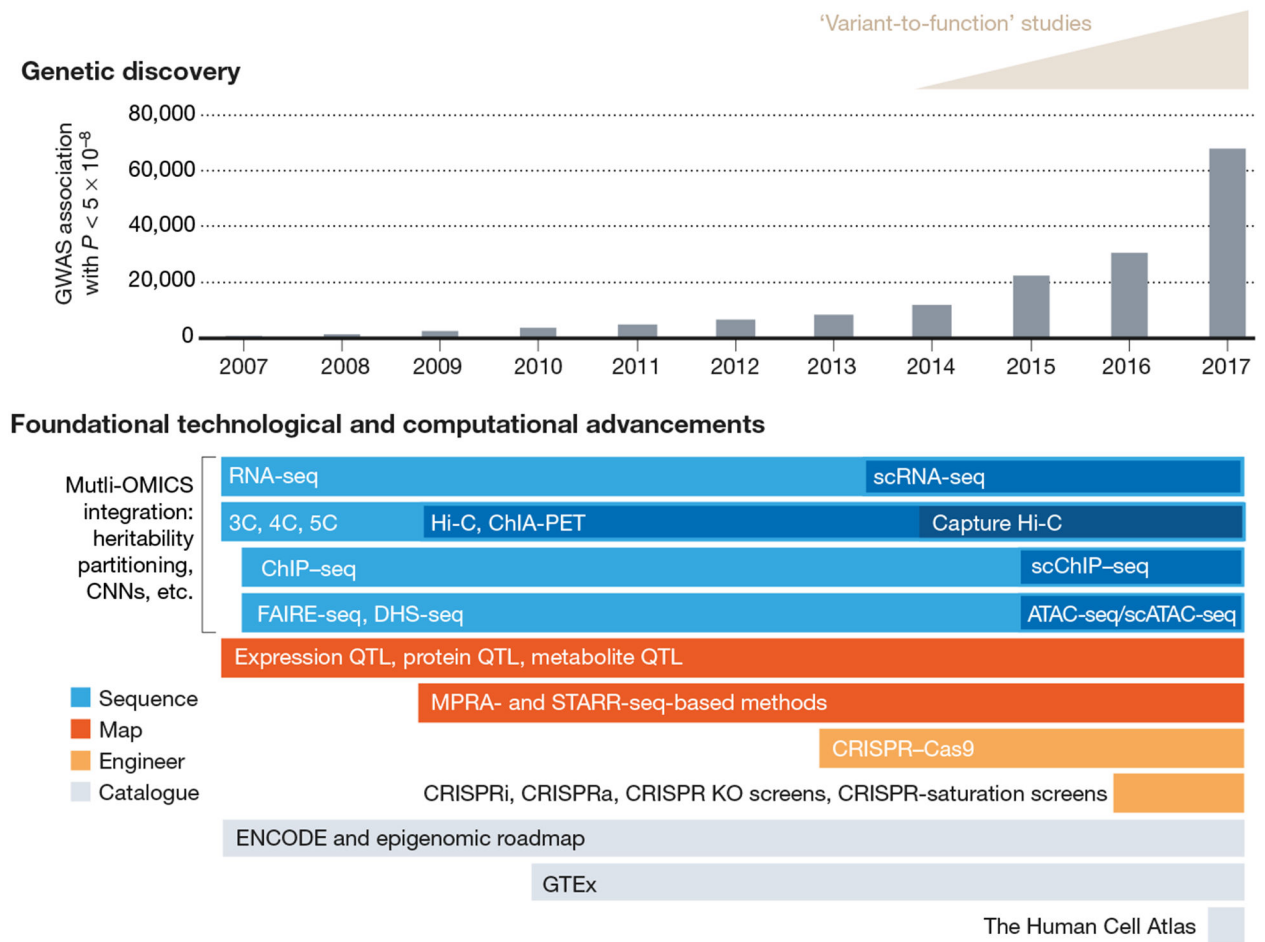 ‘Variant-to-function’ studies
Genetic discovery
GWAS association
with P < 5 × 10⁻⁸
80,000
60,000
40,000
20,000
0
2007 2008 2009 2010 2011 2012 2013 2014 2015 2016 2017
Foundational technological and computational advancements
Mutli-OMICS
integration:
heritability
partitioning,
CNNs, etc.
RNA-seq scRNA-seq
3C, 4C, 5C Hi-C, ChIA-PET Capture Hi-C
ChIP–seq scChIP–seq
FAIRE-seq, DHS-seq ATAC-seq/scATAC-seq
Expression QTL, protein QTL, metabolite QTL
MPRA- and STARR-seq-based methods
CRISPR–Cas9
CRISPRi, CRISPRa, CRISPR KO screens, CRISPR-saturation screens
ENCODE and epigenomic roadmap
GTEx
The Human Cell Atlas
Sequence
Map
Engineer
Catalogue